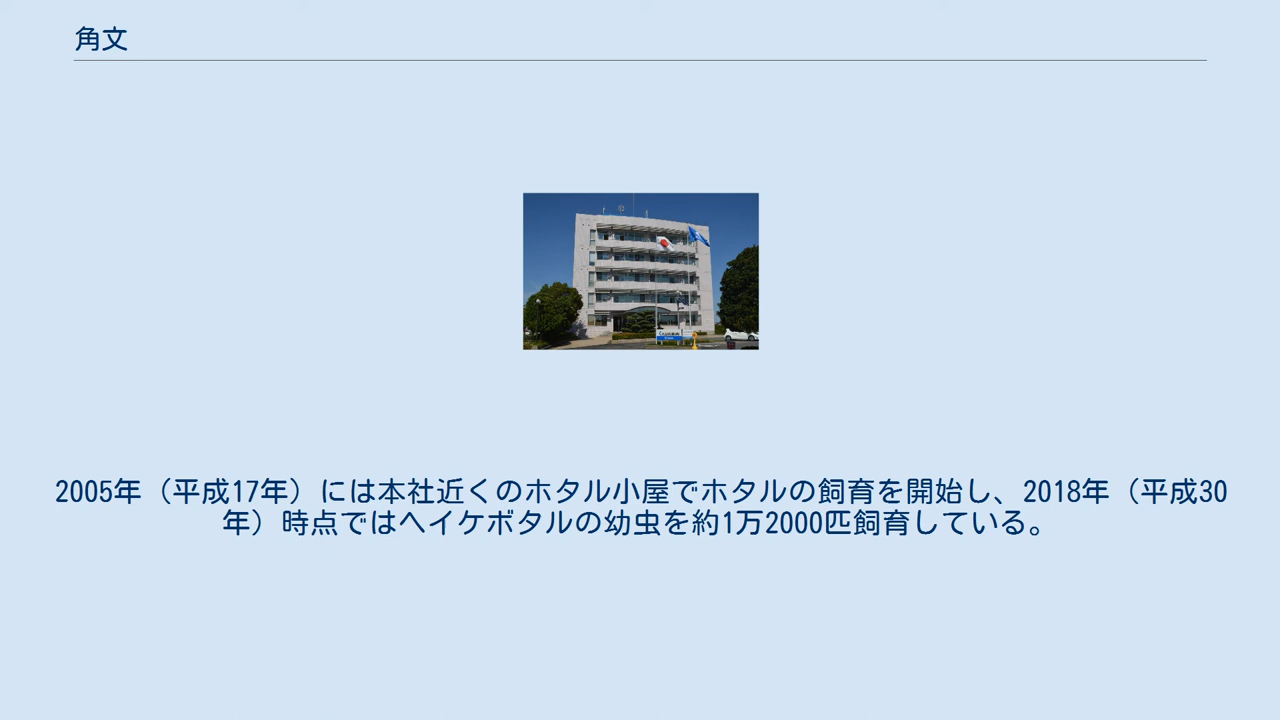 角文
2005年（平成17年）には本社近くのホタル小屋でホタルの飼育を開始し、2018年（平成30
年）時点ではヘイケボタルの幼虫を約1万2000匹飼育している。